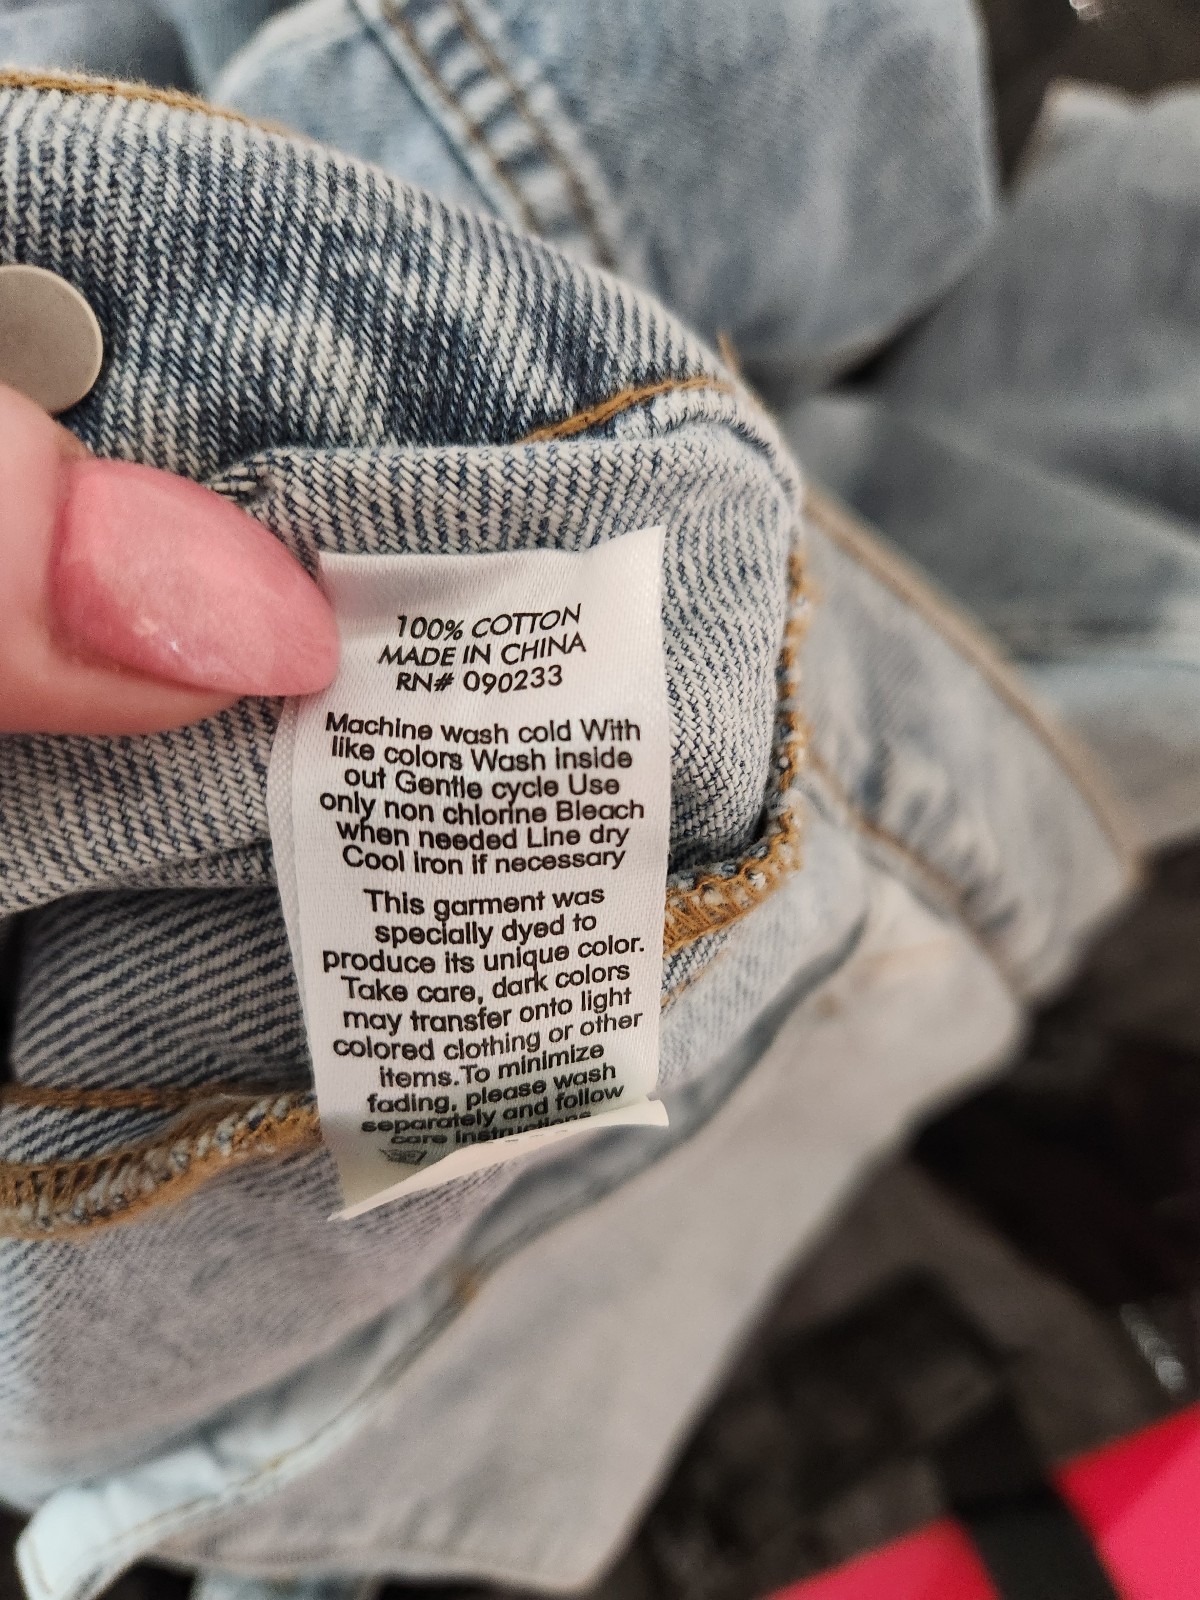 100% COTTON
MADE IN CHINA
RN# 090233
Machine wash cold With
like colors Wash inside
out Gentle cycle Use
only non chlorine Bleach
when needed Line dry
Cool iron if necessary
This garment was
specially dyed to
produce its unique color.
Take care, dark colors
may transfer onto light
colored clothing or other
items.To minimize
fading, please wash
separately and follow
care instructions